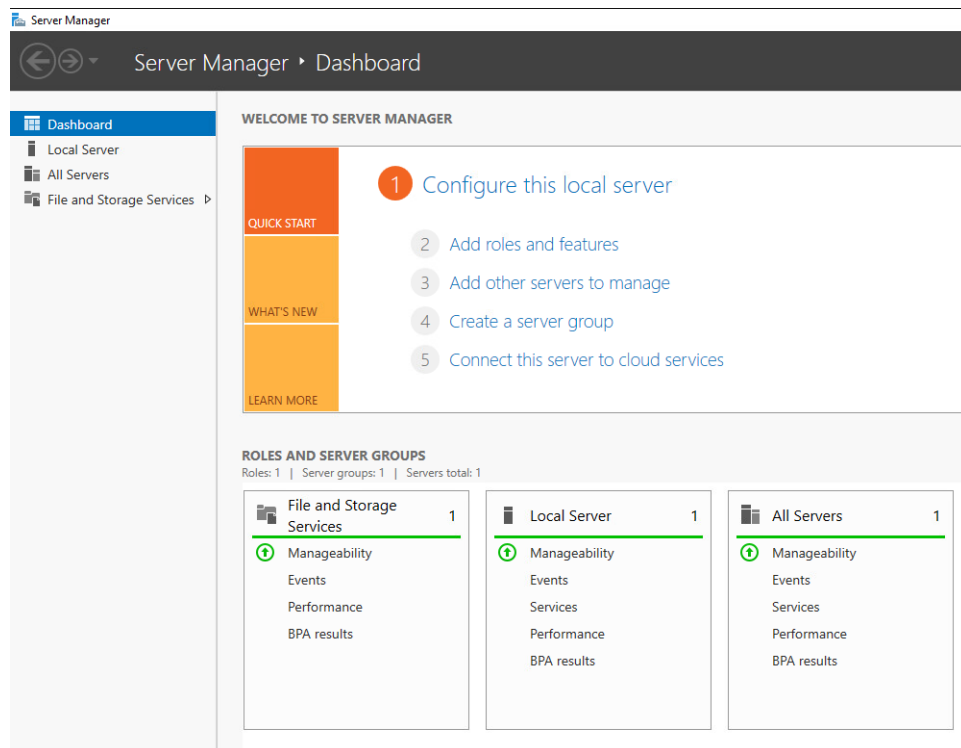 Server Manager
Server Manager • Dashboard
Dashboard
Local Server
All Servers
File and Storage Services
WELCOME TO SERVER MANAGER
QUICK START
WHAT'S NEW
LEARN MORE
1 Configure this local server
2 Add roles and features
3 Add other servers to manage
4 Create a server group
5 Connect this server to cloud services
ROLES AND SERVER GROUPS
Roles: 1 | Server groups: 1 | Servers total: 1
File and Storage
Services 1
Manageability
Events
Performance
BPA results
Local Server 1
Manageability
Events
Services
Performance
BPA results
All Servers 1
Manageability
Events
Services
Performance
BPA results